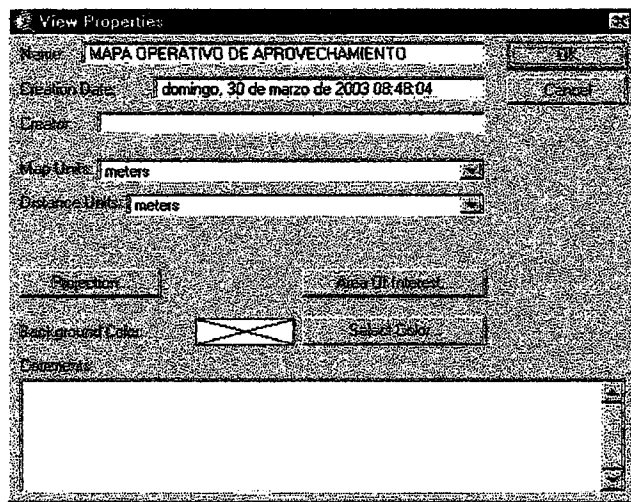 View Properties
Name: MAPA OPERATIVO DE APROVECHAMIENTO
OK
Creation Date: domingo, 30 de marzo de 2003 08:48:04
Cancel
Creator:
Map Units: meters
Distance Units: meters
Projection...
Area Of Interest...
Background Color:
Select Color...
Comments: